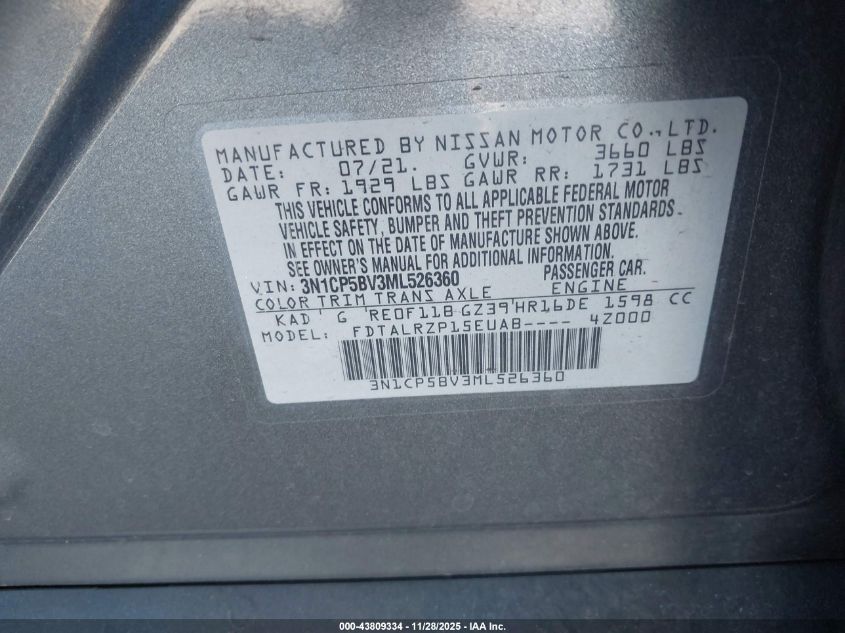 MANUFACTURED BY NISSAN MOTOR CO., LTD.
DATE: 07/21. GVWR: 3660 LBS
GAWR FR: 1929 LBS GAWR RR: 1731 LBS
THIS VEHICLE CONFORMS TO ALL APPLICABLE FEDERAL MOTOR
VEHICLE SAFETY, BUMPER AND THEFT PREVENTION STANDARDS
IN EFFECT ON THE DATE OF MANUFACTURE SHOWN ABOVE.
SEE OWNER'S MANUAL FOR ADDITIONAL INFORMATION.
VIN: 3N1CP5BV3ML526360 PASSENGER CAR.
COLOR TRIM TRANS AXLE ENGINE
KAD G RE0F11B GZ39 HR16DE 1598 CC
MODEL: FDTALRZP15EUAB---- 4Z000
3N1CP5BV3ML526360
000-43809334 | 11/28/2025 | IAA Inc.